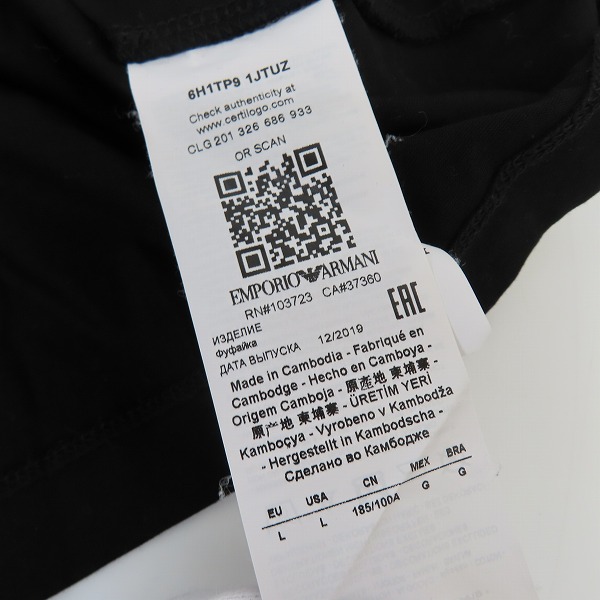 6H1TP9 1JTUZ
Check authenticity at
www.certilogo.com
CLG 201 326 686 933
OR SCAN
EMPORIO ARMANI
RN#103723 CA#37360
EAC
ИЗДЕЛИЕ
Фуфайка
ДАТА ВЫПУСКА 12/2019
Made in Cambodia - Fabriqué en
Cambodge - Hecho en Camboya -
Origem Camboja - 原產地 柬埔寨 -
原产地 柬埔寨 - ÜRETİM YERİ
Kamboçya - Vyrobeno v Kambodža
- Hergestellt in Kambodscha -
Сделано во Камбодже
EU USA CN MEX BRA
L L 185/100A G G